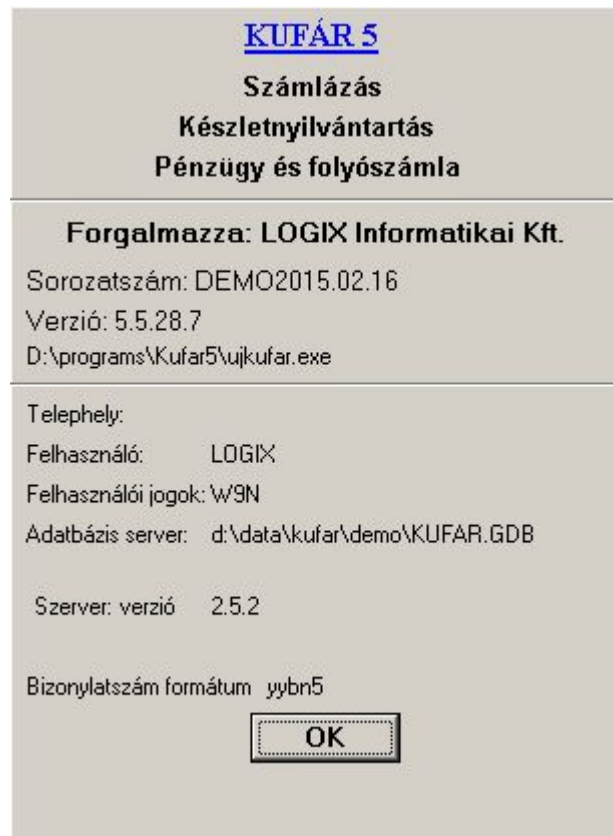 KUFÁR 5
Számlázás
Készletnyilvántartás
Pénzügy és folyószámla
Forgalmazza: LOGIX Informatikai Kft.
Sorozatszám: DEMO2015.02.16
Verzió: 5.5.28.7
D:\programs\Kufar5\ujkufar.exe
Telephely:
Felhasználó: LOGIX
Felhasználói jogok: W9N
Adatbázis server: d:\data\kufar\demo\KUFAR.GDB
Szerver: verzió 2.5.2
Bizonylatszám formátum yybn5
OK